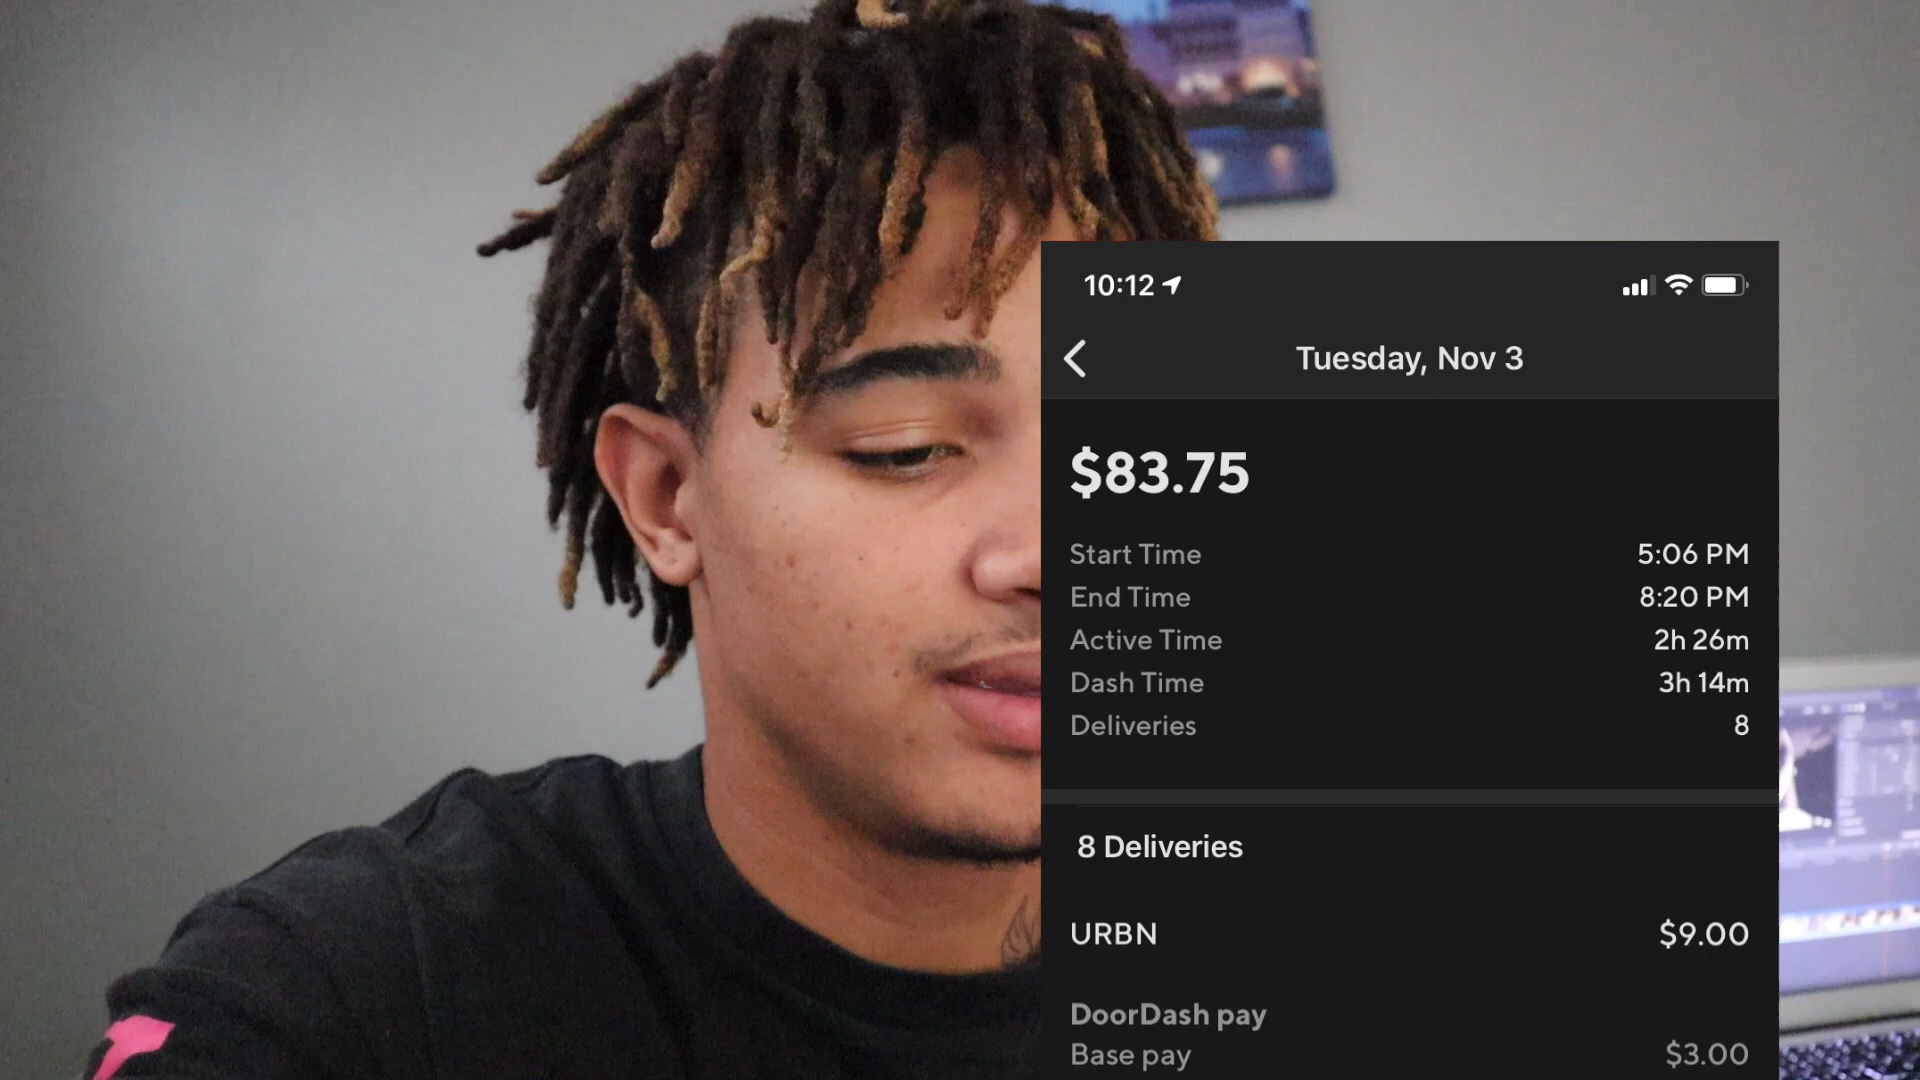 10:12
Tuesday, Nov 3
$83.75
Start Time 5:06 PM
End Time 8:20 PM
Active Time 2h 26m
Dash Time 3h 14m
Deliveries 8
8 Deliveries
URBN $9.00
DoorDash pay
Base pay $3.00